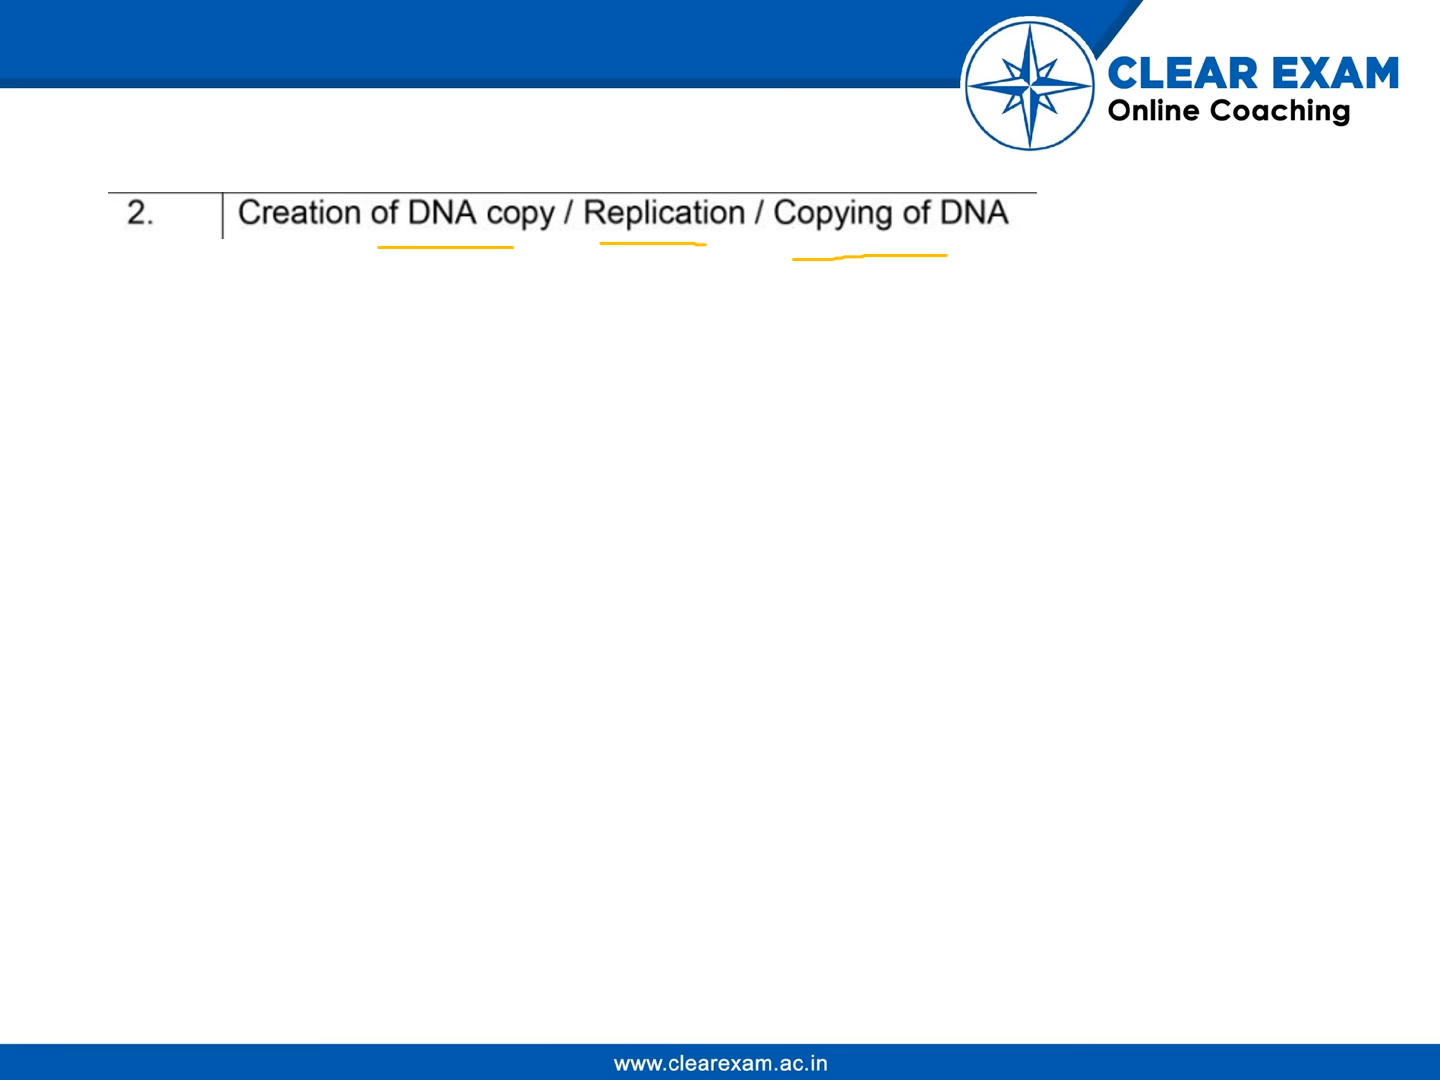 CLEAR EXAM
Online Coaching
2. Creation of DNA copy / Replication / Copying of DNA
www.clearexam.ac.in